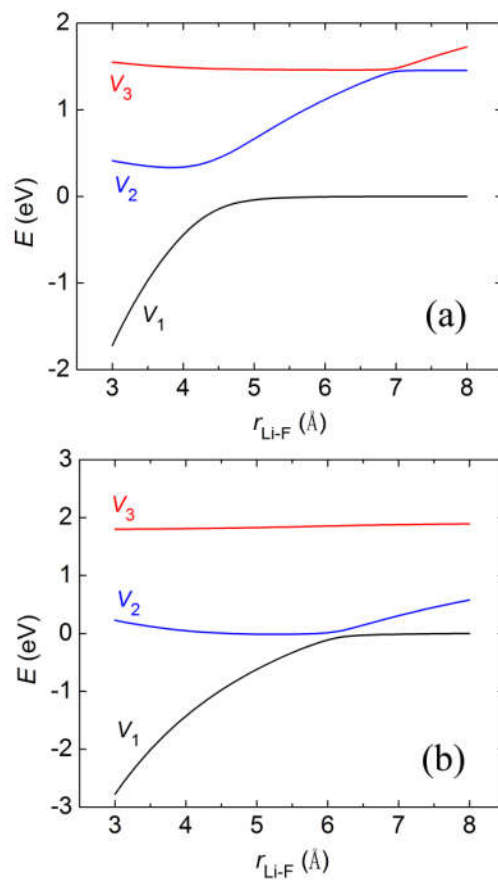 2
V3
1
V2
0
E (eV)
-1
V1
(a)
-2
3 4 5 6 7 8
rLi-F (Å)
3
V3
2
1
V2
0
E (eV)
-1
V1
-2
(b)
-3
3 4 5 6 7 8
rLi-F (Å)